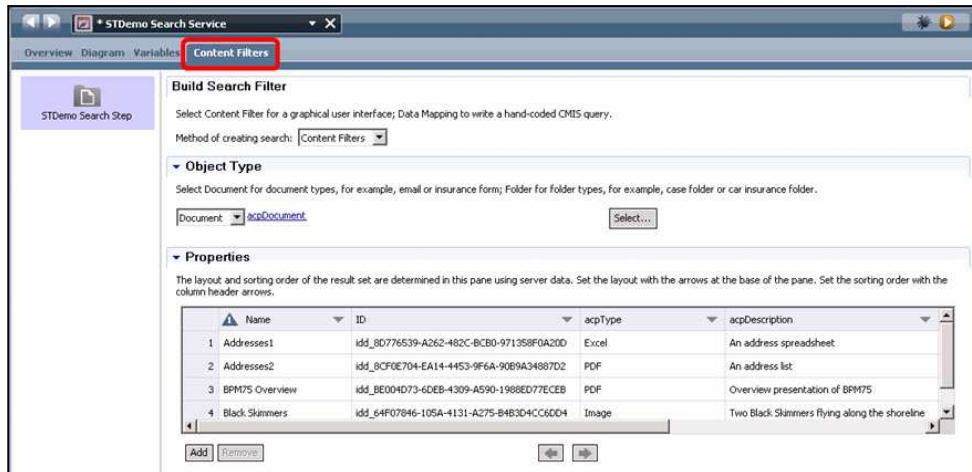 * STDemo Search Service
Overview Diagram Variables Content Filters
STDemo Search Step
Build Search Filter
Select Content Filter for a graphical user interface; Data Mapping to write a hand-coded CMIS query.
Method of creating search: Content Filters
Object Type
Select Document for document types, for example, email or insurance form; Folder for folder types, for example, case folder or car insurance folder.
Document acpDocument Select...
Properties
The layout and sorting order of the result set are determined in this pane using server data. Set the layout with the arrows at the base of the pane. Set the sorting order with the
column header arrows.
Name ID acpType acpDescription
1 Addresses1 idd_8D776539-A262-482C-BCB0-971358F0A20D Excel An address spreadsheet
2 Addresses2 idd_8CF0E704-EA14-4453-9F6A-90B9A34887D2 PDF An address list
3 BPM75 Overview idd_BE004D73-6DEB-4309-A590-1988ED77ECEB PDF Overview presentation of BPM75
4 Black Skimmers idd_64F07846-105A-4131-A275-B4B3D4CC6DD4 Image Two Black Skimmers flying along the shoreline
Add Remove